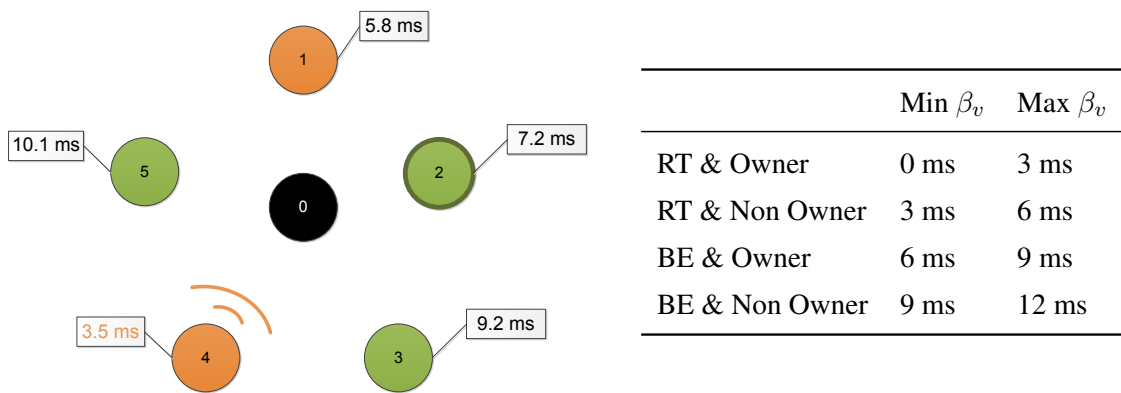 5.8 ms
1
10.1 ms
5
7.2 ms
2
0
3.5 ms
4
9.2 ms
3
Min βv Max βv
RT & Owner 0 ms 3 ms
RT & Non Owner 3 ms 6 ms
BE & Owner 6 ms 9 ms
BE & Non Owner 9 ms 12 ms